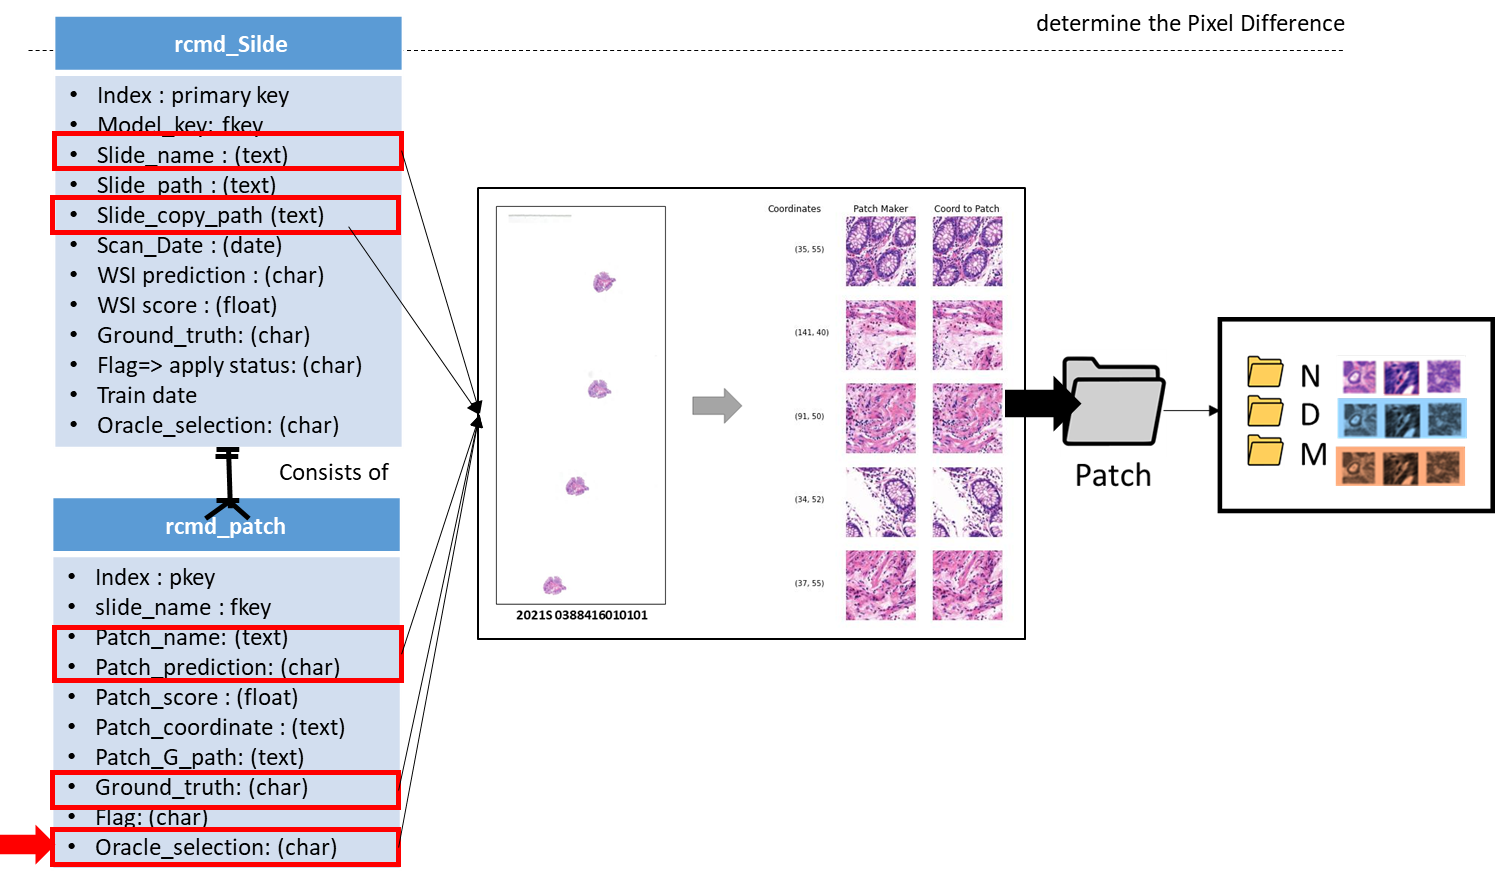 determine the Pixel Difference
rcmd_Silde
• Index : primary key
• Model_key: fkey
• Slide_name : (text)
• Slide_path : (text)
• Slide_copy_path (text)
• Scan_Date : (date)
• WSI prediction : (char)
• WSI score : (float)
• Ground_truth: (char)
• Flag=> apply status: (char)
• Train date
• Oracle_selection: (char)
Consists of
rcmd_patch
• Index : pkey
• slide_name : fkey
• Patch_name: (text)
• Patch_prediction: (char)
• Patch_score : (float)
• Patch_coordinate : (text)
• Patch_G_path: (text)
• Ground_truth: (char)
• Flag: (char)
• Oracle_selection: (char)
2021S 0388416010101
Coordinates Patch Maker Coord to Patch
(35, 55)
(141, 40)
(91, 50)
(34, 52)
(37, 55)
Patch
N
D
M